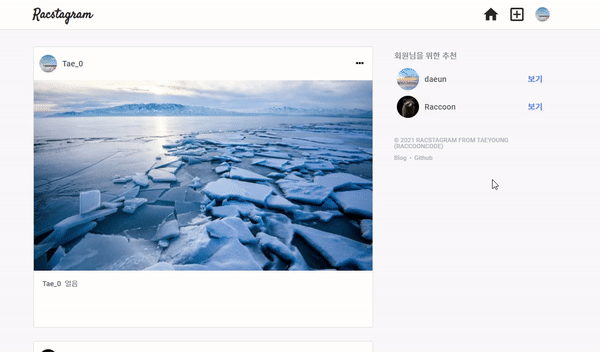 Racstagram
Tae_0
Tae_0 얼음
회원님을 위한 추천
daeun 보기
Raccoon 보기
© 2021 RACSTAGRAM FROM TAEYOUNG
(RACCOONCODE)
Blog • Github